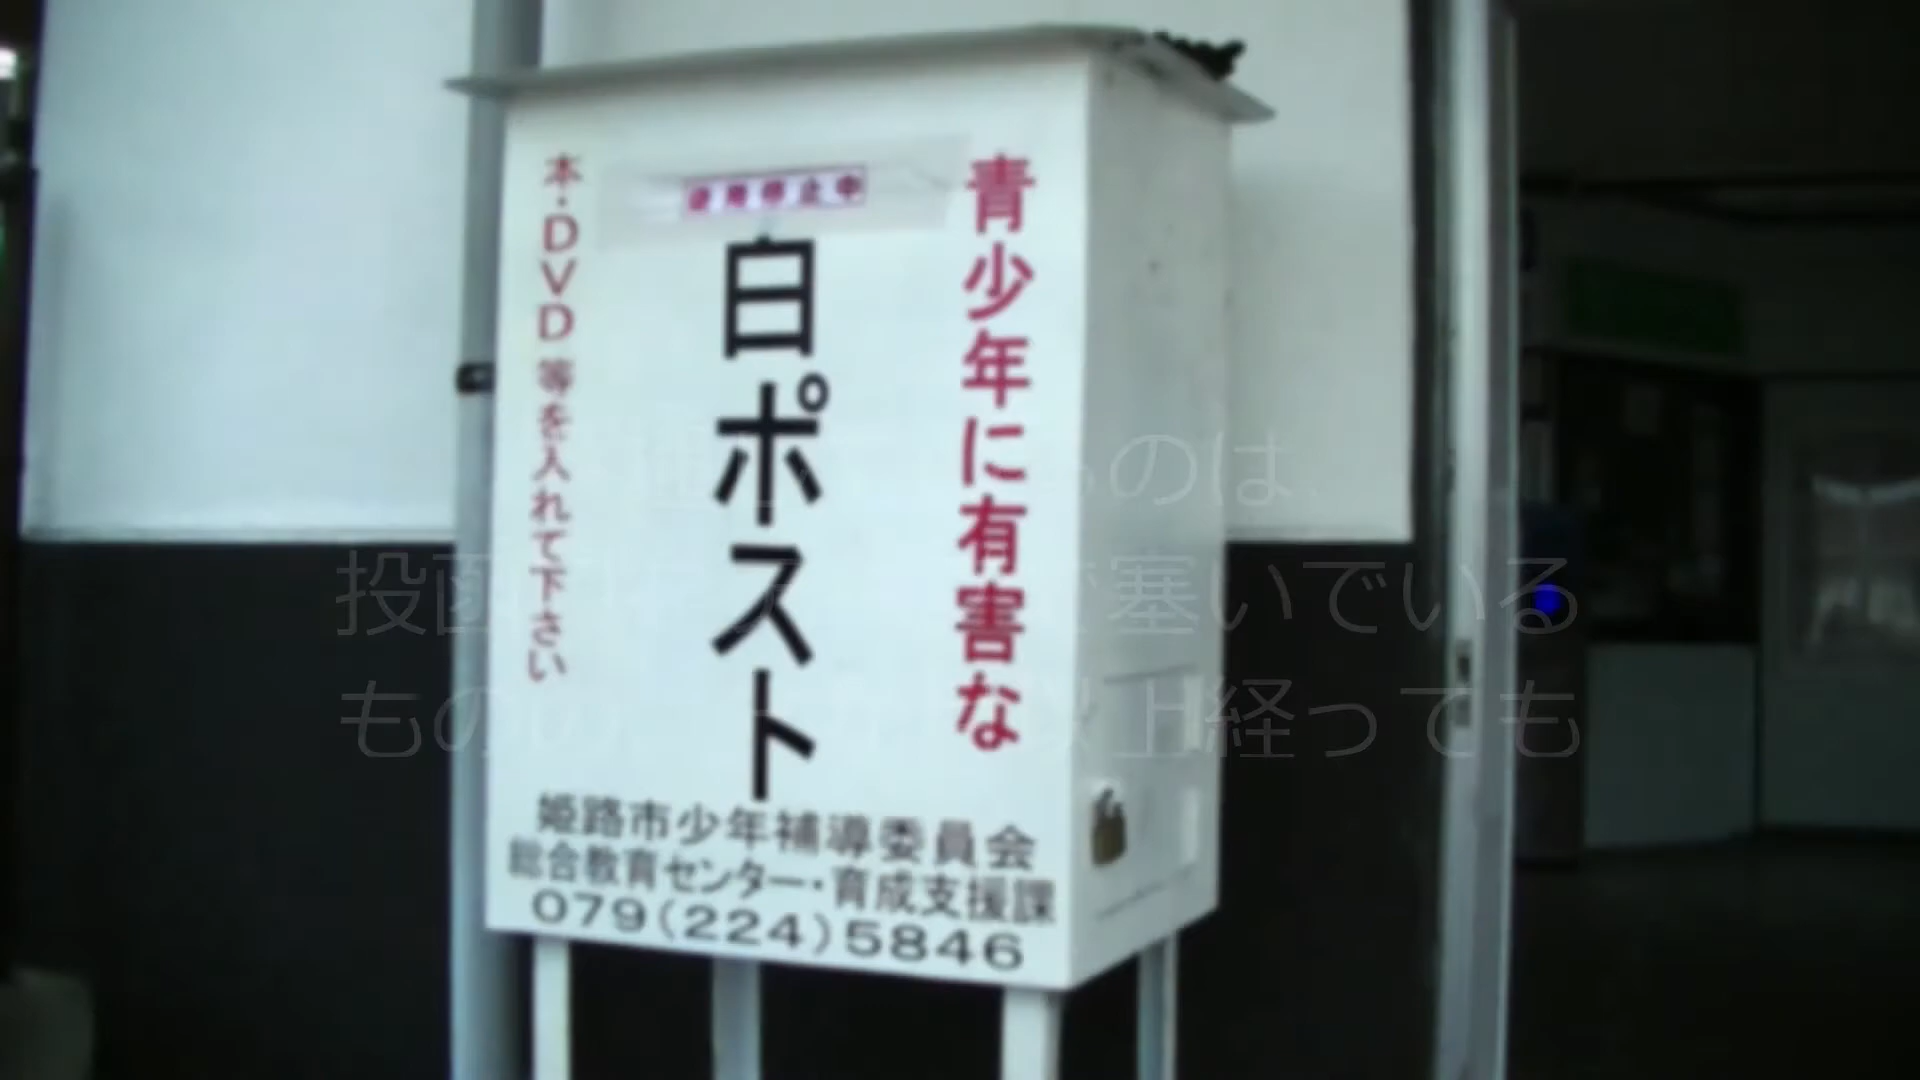 青少年に有害な
使用停止中
白ポスト
本・DVD等を入れて下さい
姫路市少年補導委員会
総合教育センター・育成支援課
079(224)5846
のは、
塞いでいる
以上経っても